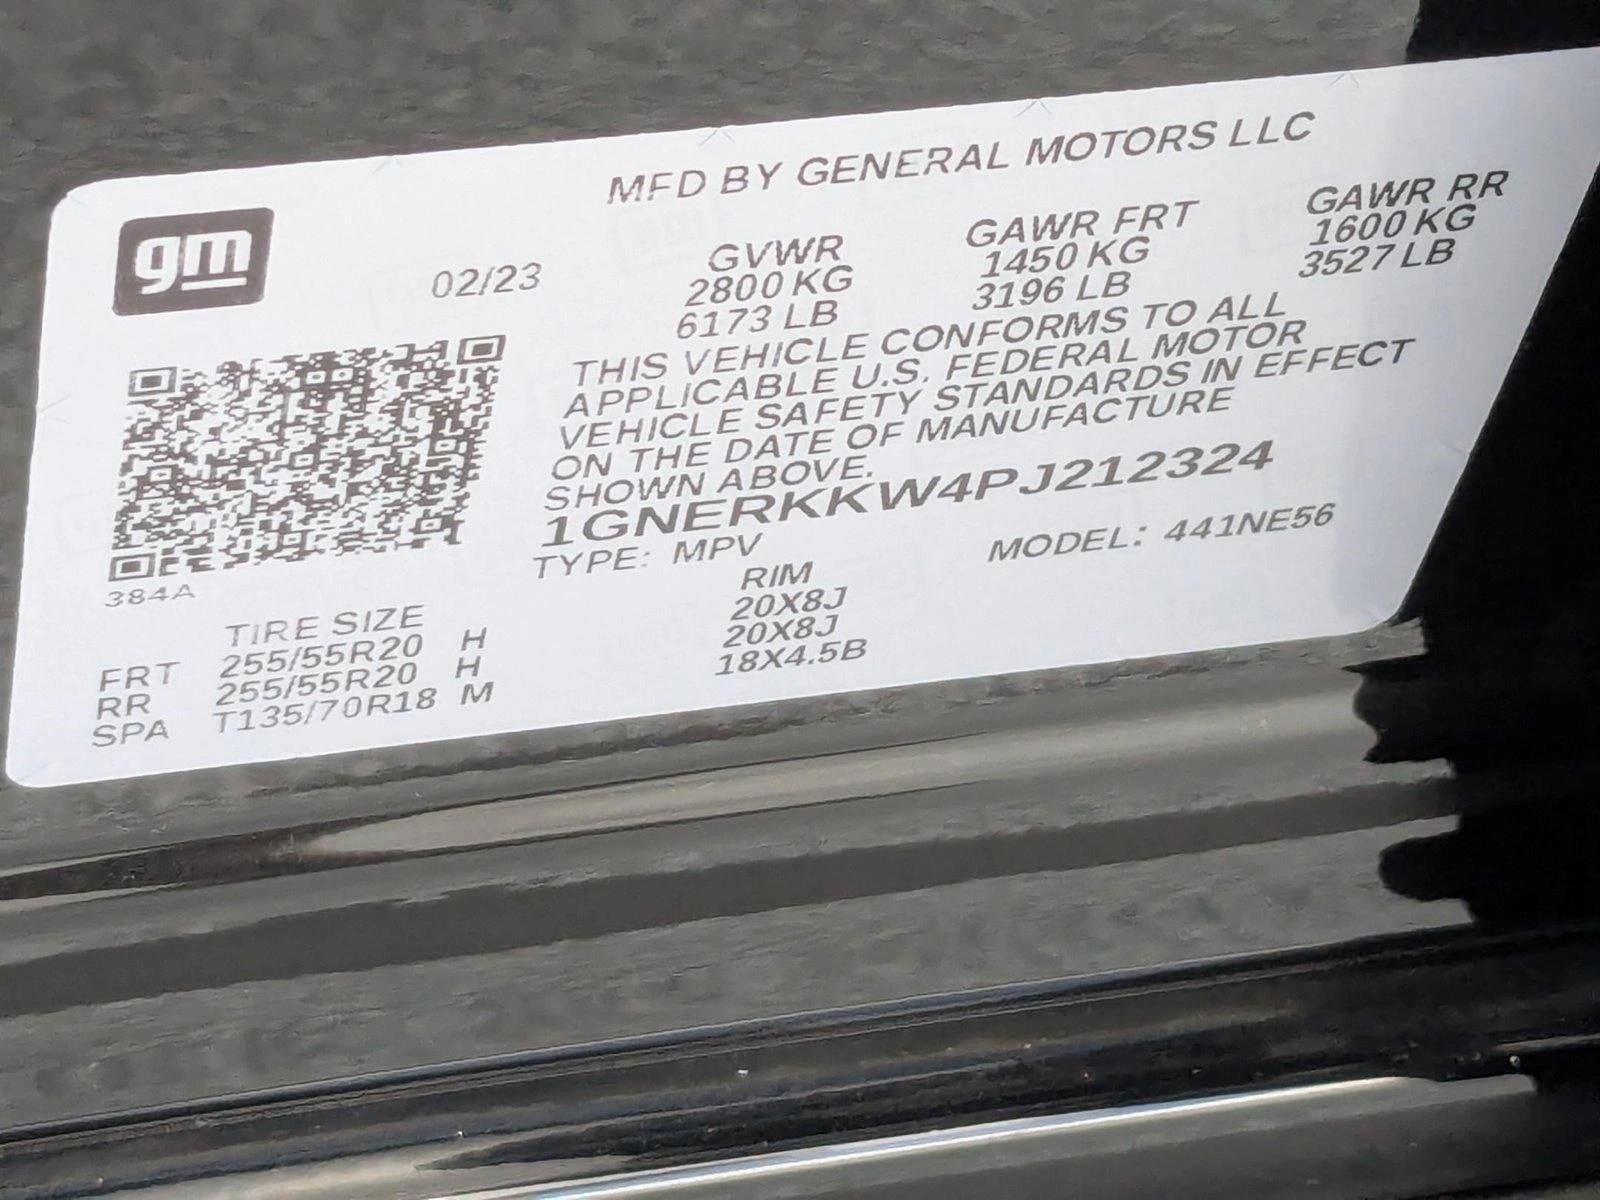 MFD BY GENERAL MOTORS LLC
gm
02/23
GVWR GAWR FRT GAWR RR
2800 KG 1450 KG 1600 KG
6173 LB 3196 LB 3527 LB
THIS VEHICLE CONFORMS TO ALL
APPLICABLE U.S. FEDERAL MOTOR
VEHICLE SAFETY STANDARDS IN EFFECT
ON THE DATE OF MANUFACTURE
SHOWN ABOVE.
1GNERKKW4PJ212324
TYPE: MPV MODEL: 441NE56
384A
TIRE SIZE RIM
FRT 255/55R20 H 20X8J
RR 255/55R20 H 20X8J
SPA T135/70R18 M 18X4.5B